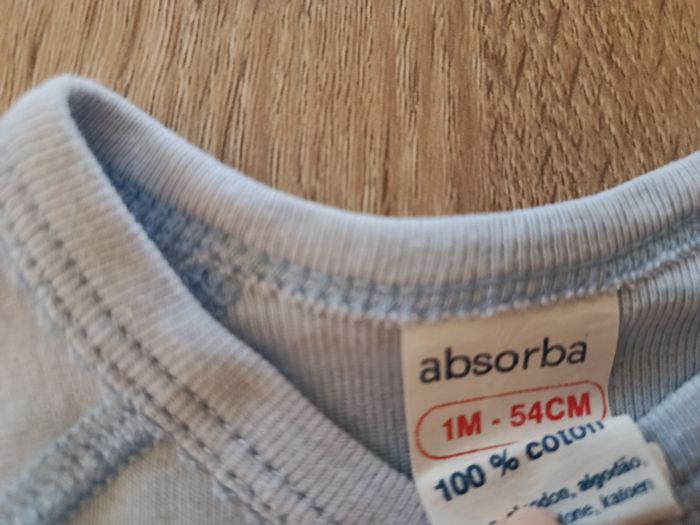 absorba
1M - 54CM
100 % coton
algodão,
katoen